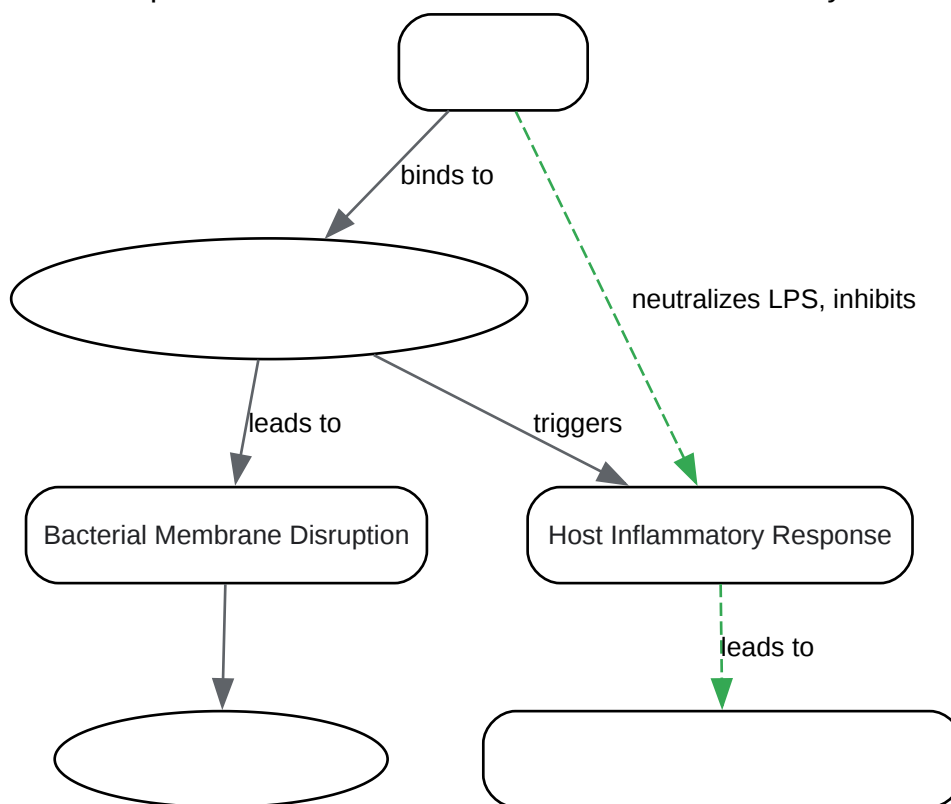 binds to
neutralizes LPS, inhibits
leads to
triggers
Bacterial Membrane Disruption
Host Inflammatory Response
leads to